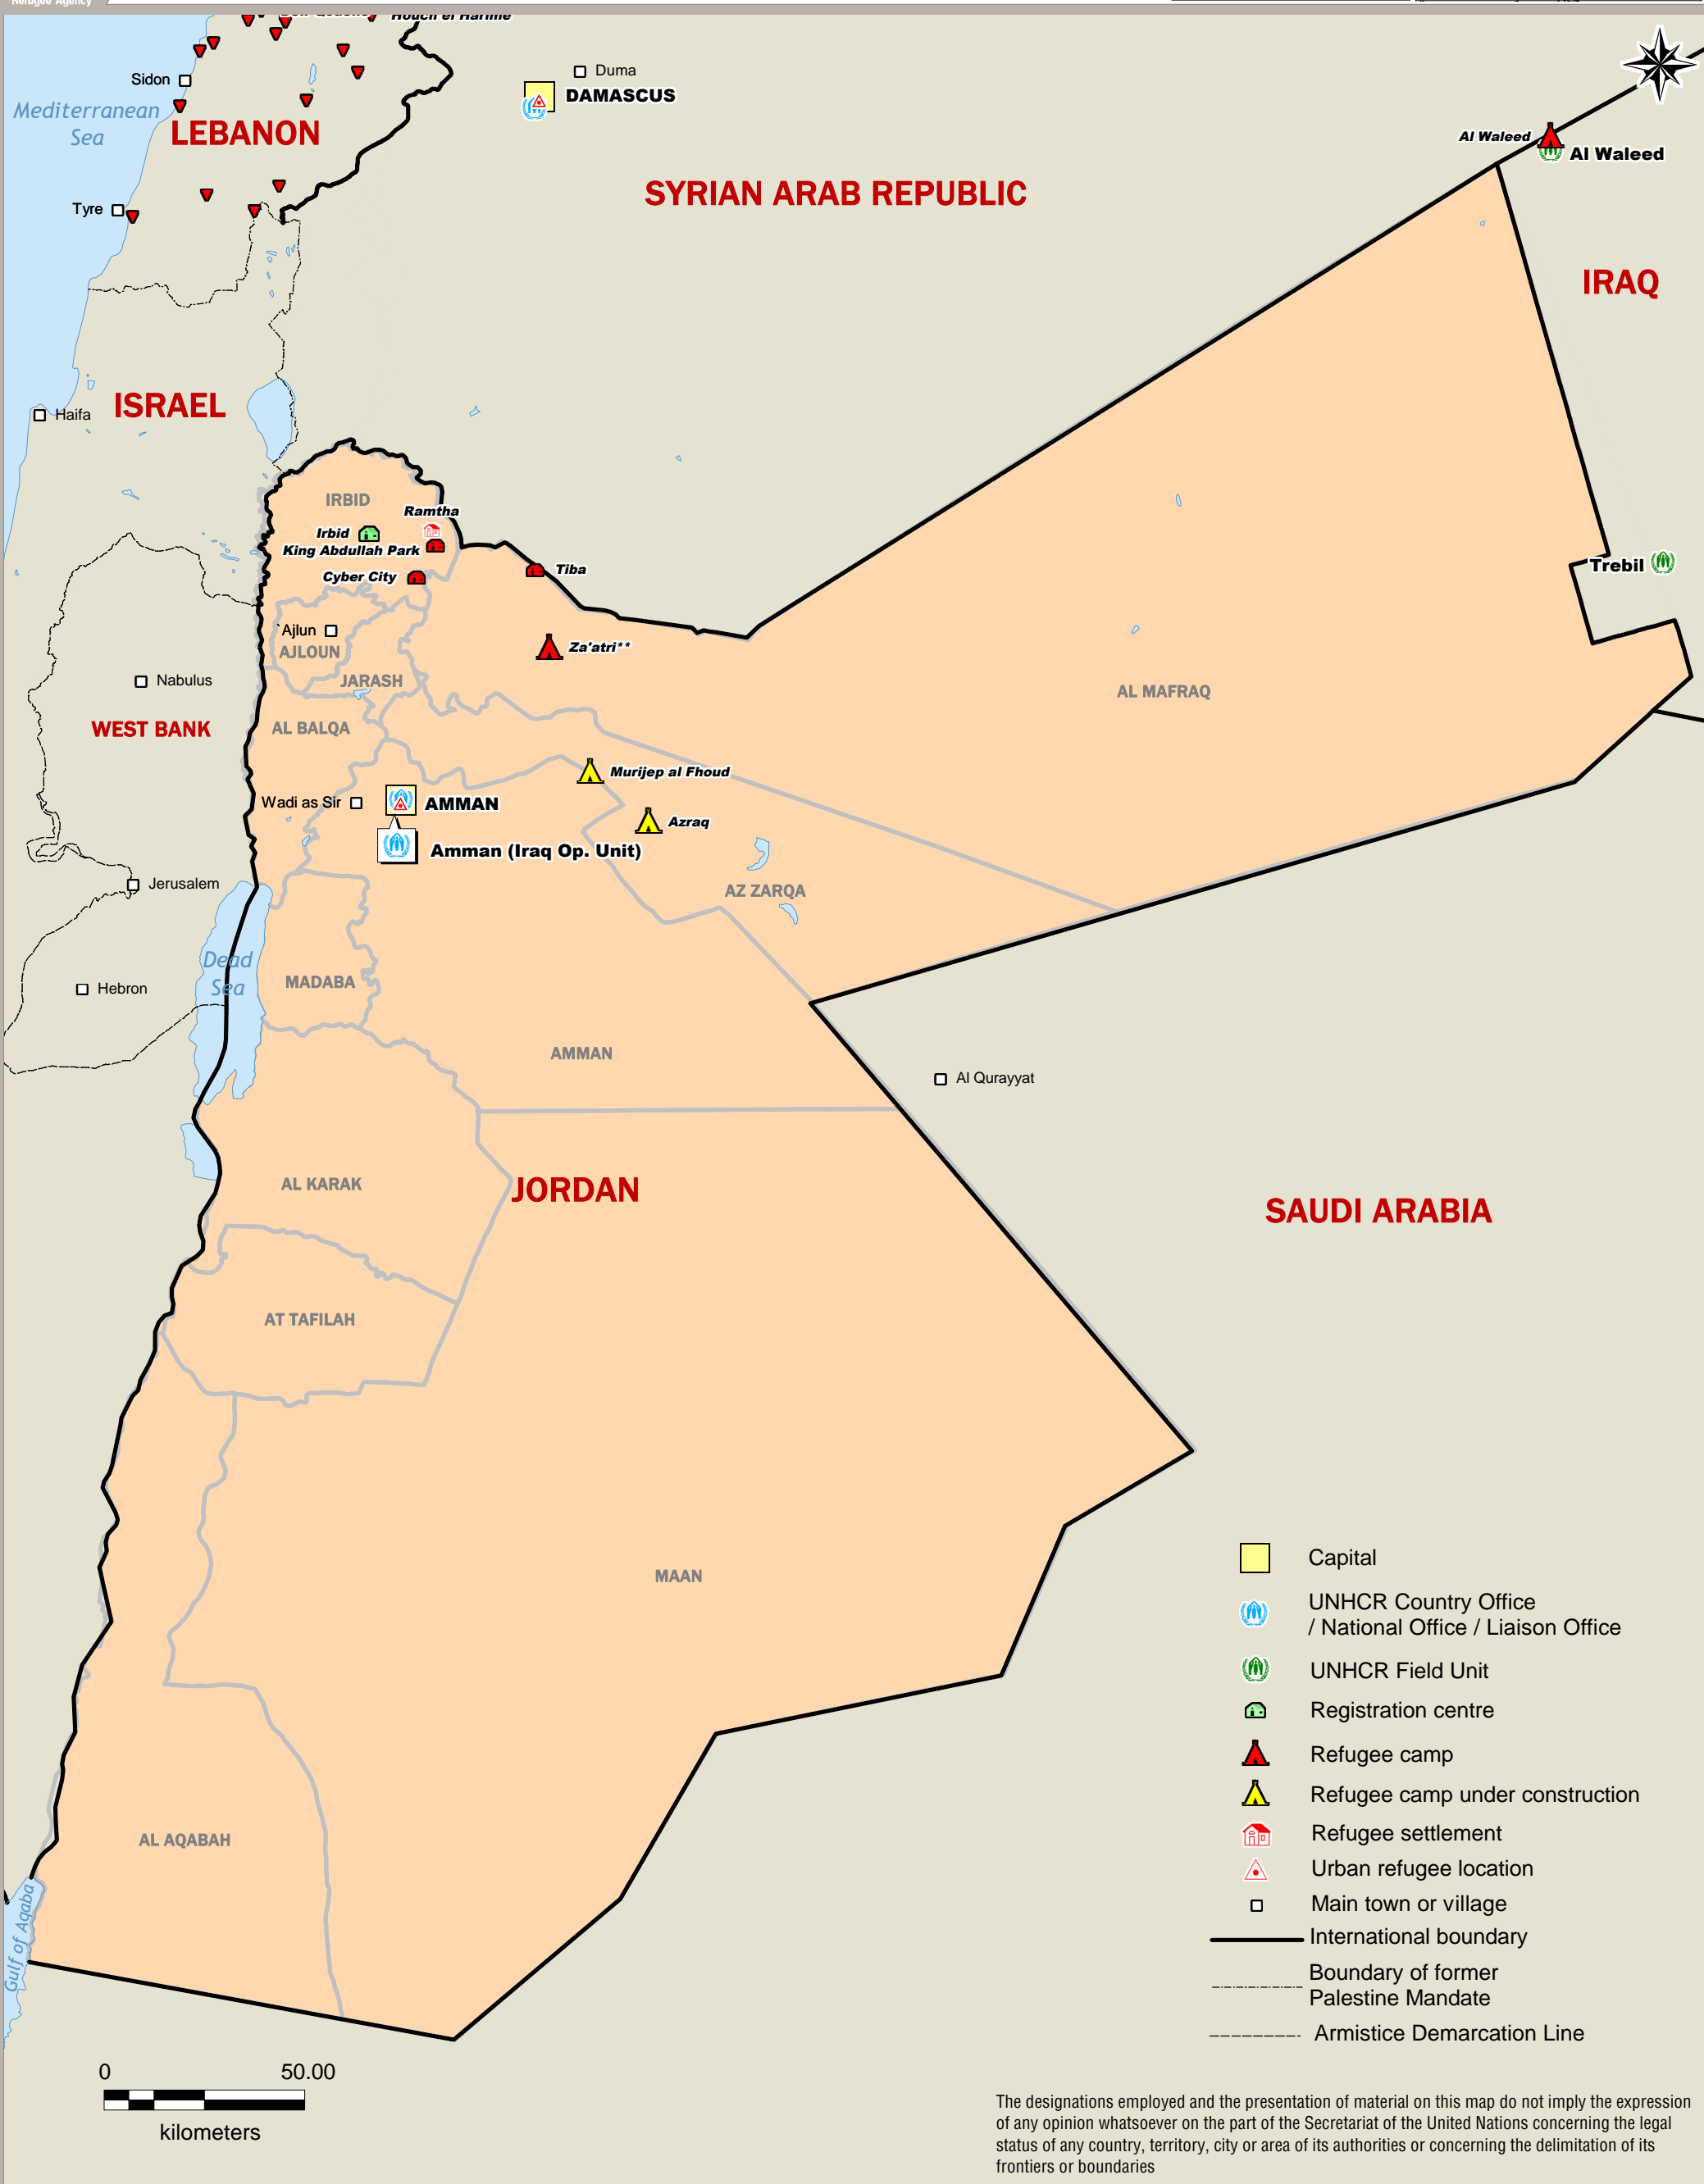 Refugee Agency
Houch el Harime
Sidon
Duma
DAMASCUS
Mediterranean
Sea
LEBANON
Al Waleed
Al Waleed
SYRIAN ARAB REPUBLIC
Tyre
IRAQ
ISRAEL
Haifa
IRBID
Ramtha
Irbid
King Abdullah Park
Cyber City
Tiba
Trebil
`Ajlun
AJLOUN
Za'atri**
JARASH
Nabulus
AL MAFRAQ
WEST BANK
AL BALQA
Murijep al Fhoud
Wadi as Sir
AMMAN
Azraq
Amman (Iraq Op. Unit)
Jerusalem
AZ ZARQA
Dead
Sea
MADABA
Hebron
AMMAN
Al Qurayyat
AL KARAK
JORDAN
SAUDI ARABIA
AT TAFILAH
MAAN
AL AQABAH
Gulf of Aqaba
Capital
UNHCR Country Office
/ National Office / Liaison Office
UNHCR Field Unit
Registration centre
Refugee camp
Refugee camp under construction
Refugee settlement
Urban refugee location
Main town or village
International boundary
Boundary of former
Palestine Mandate
Armistice Demarcation Line
0 50.00
kilometers
The designations employed and the presentation of material on this map do not imply the expression
of any opinion whatsoever on the part of the Secretariat of the United Nations concerning the legal
status of any country, territory, city or area of its authorities or concerning the delimitation of its
frontiers or boundaries